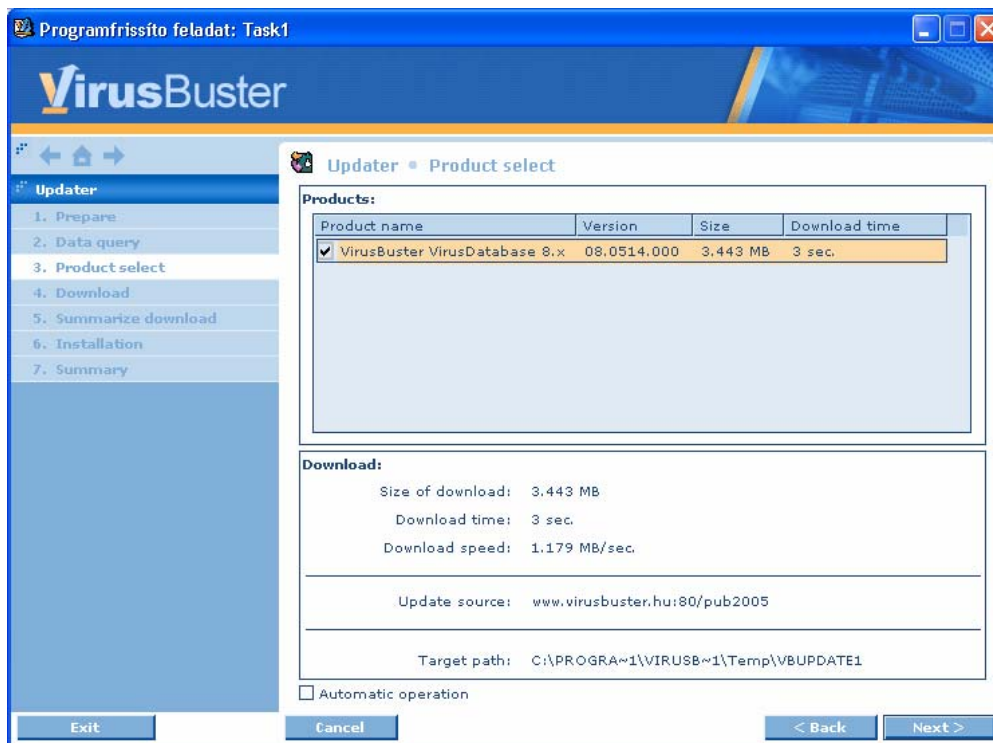 Programfrissíto feladat: Task1
VirusBuster
Updater
1. Prepare
2. Data query
3. Product select
4. Download
5. Summarize download
6. Installation
7. Summary
Updater • Product select
Products:
Product name Version Size Download time
VirusBuster VirusDatabase 8.x 08.0514.000 3.443 MB 3 sec.
Download:
Size of download: 3.443 MB
Download time: 3 sec.
Download speed: 1.179 MB/sec.
Update source: www.virusbuster.hu:80/pub2005
Target path: C:\PROGRA~1\VIRUSB~1\Temp\VBUPDATE1
Automatic operation
Exit Cancel < Back Next >